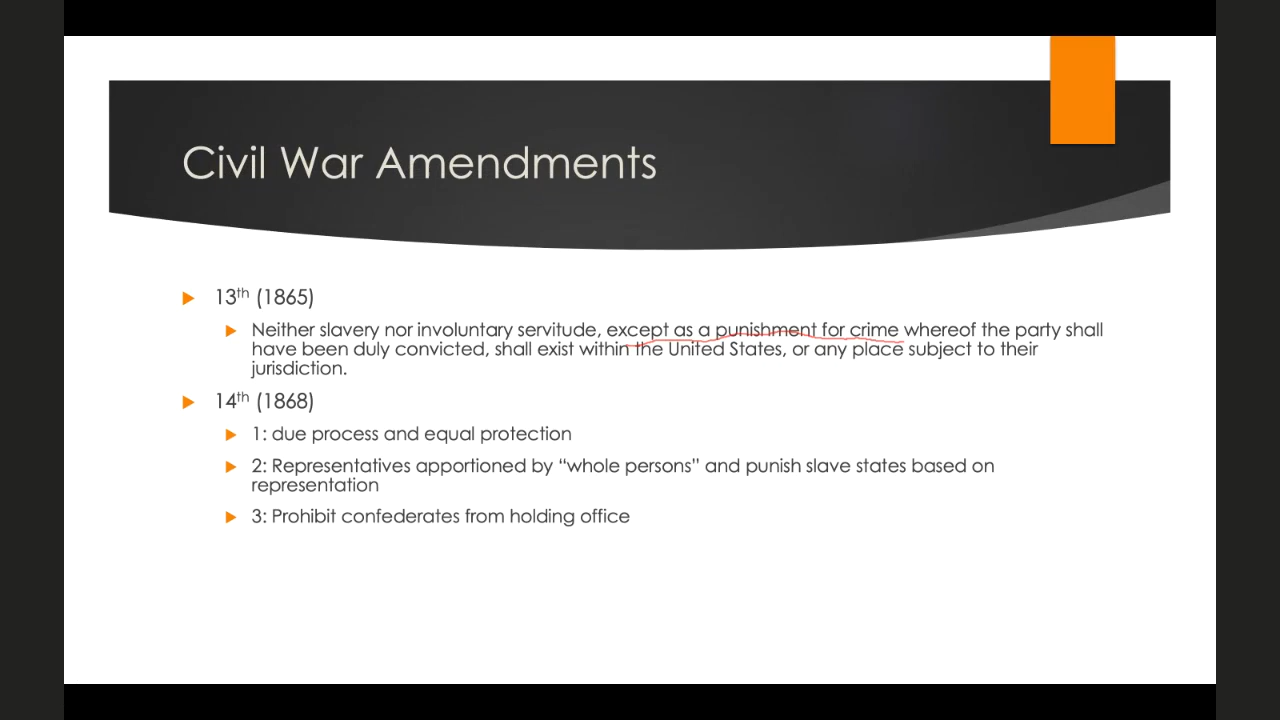 Civil War Amendments
13th (1865)
Neither slavery nor involuntary servitude, except as a punishment for crime whereof the party shall
have been duly convicted, shall exist within the United States, or any place subject to their
jurisdiction.
14th (1868)
1: due process and equal protection
2: Representatives apportioned by “whole persons” and punish slave states based on
representation
3: Prohibit confederates from holding office